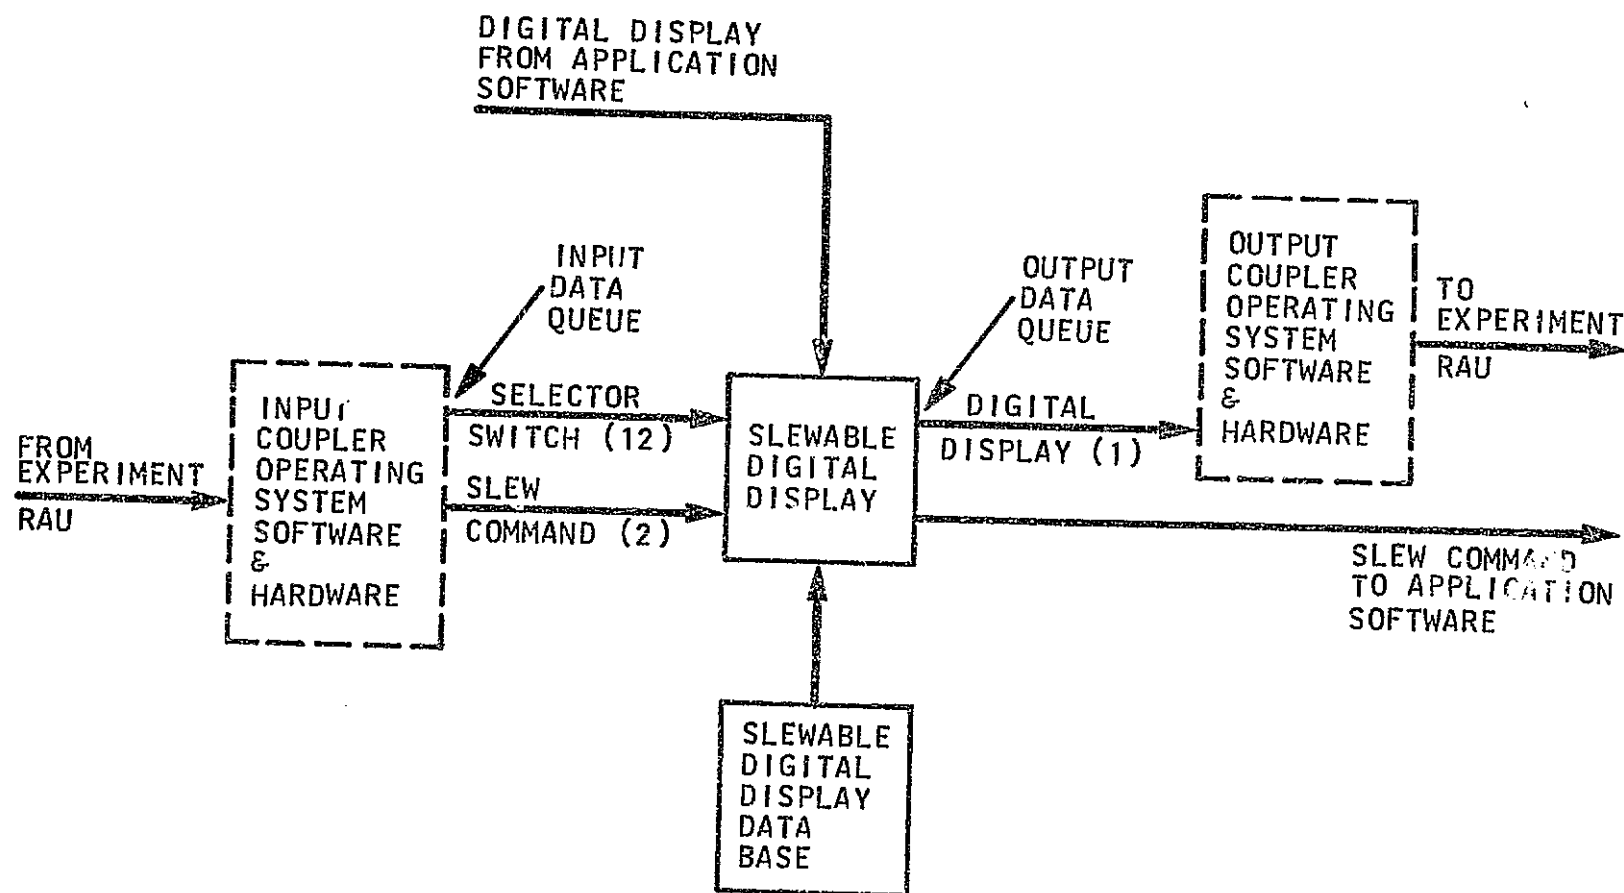 DIGITAL DISPLAY
FROM APPLICATION
SOFTWARE
INPUT
DATA
QUEUE
OUTPUT
DATA
QUEUE
OUTPUT
COUPLER
OPERATING
SYSTEM
SOFTWARE
&
HARDWARE
TO
EXPERIMENT
RAU
FROM
EXPERIMENT
RAU
INPUT
COUPLER
OPERATING
SYSTEM
SOFTWARE
&
HARDWARE
SELECTOR
SWITCH (12)
SLEW
COMMAND (2)
SLEWABLE
DIGITAL
DISPLAY
DIGITAL
DISPLAY (1)
SLEW COMMAND
TO APPLICATION
SOFTWARE
SLEWABLE
DIGITAL
DISPLAY
DATA
BASE